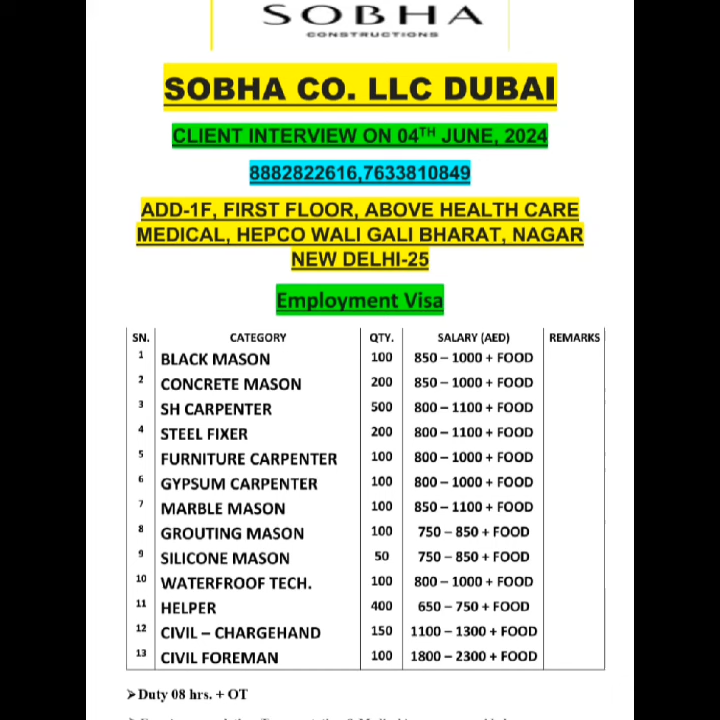 SOBHA
CONSTRUCTIONS
SOBHA CO. LLC DUBAI
CLIENT INTERVIEW ON 04TH JUNE, 2024
8882822616,7633810849
ADD-1F, FIRST FLOOR, ABOVE HEALTH CARE
MEDICAL, HEPCO WALI GALI BHARAT, NAGAR
NEW DELHI-25
Employment Visa
SN. CATEGORY QTY. SALARY (AED) REMARKS
1 BLACK MASON 100 850 – 1000 + FOOD
2 CONCRETE MASON 200 850 – 1000 + FOOD
3 SH CARPENTER 500 800 – 1100 + FOOD
4 STEEL FIXER 200 800 – 1100 + FOOD
5 FURNITURE CARPENTER 100 800 – 1000 + FOOD
6 GYPSUM CARPENTER 100 800 – 1000 + FOOD
7 MARBLE MASON 100 850 – 1100 + FOOD
8 GROUTING MASON 100 750 – 850 + FOOD
9 SILICONE MASON 50 750 – 850 + FOOD
10 WATERFROOF TECH. 100 800 – 1000 + FOOD
11 HELPER 400 650 – 750 + FOOD
12 CIVIL – CHARGEHAND 150 1100 – 1300 + FOOD
13 CIVIL FOREMAN 100 1800 – 2300 + FOOD
➢Duty 08 hrs. + OT